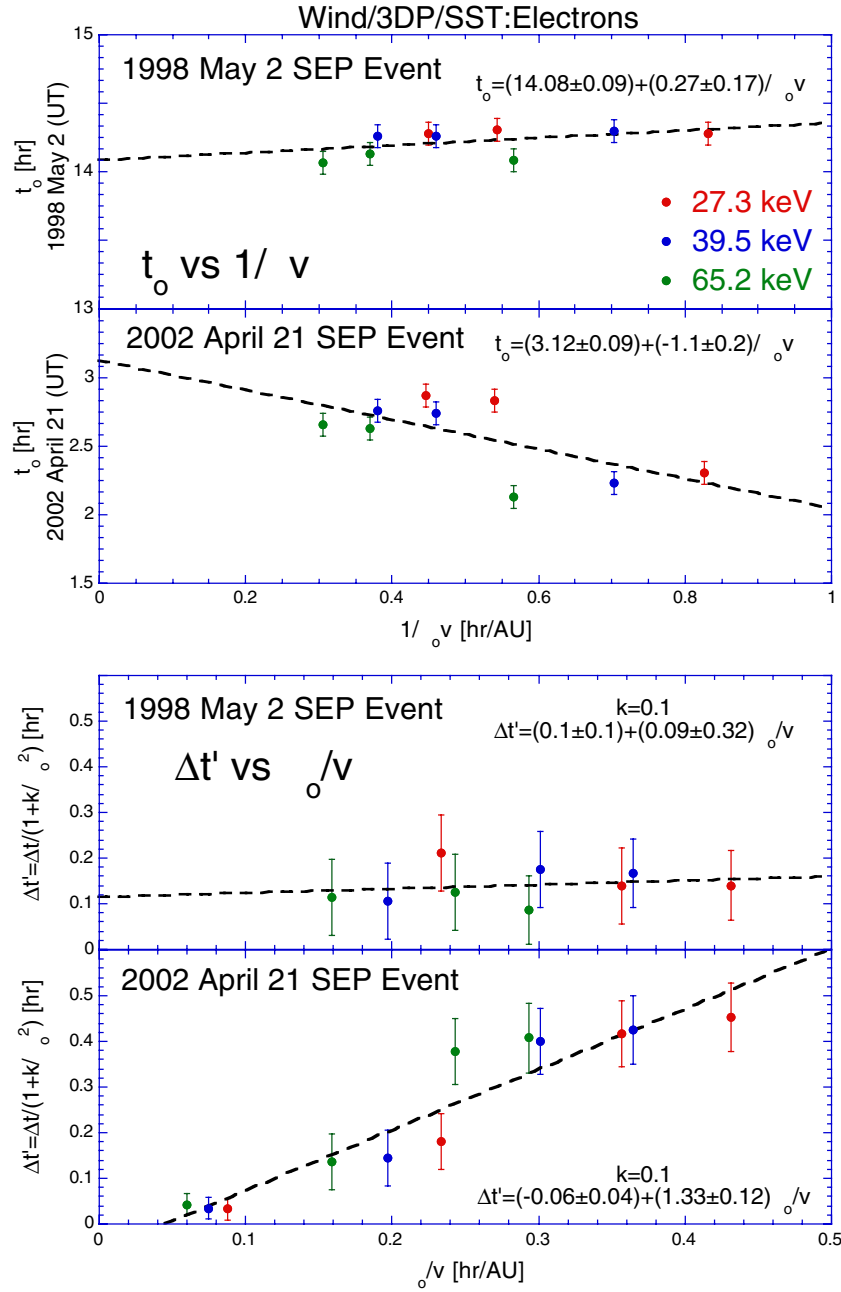 Wind/3DP/SST:Electrons
15
14
13
t_o [hr]
1998 May 2 (UT)
1998 May 2 SEP Event
t_o=(14.08±0.09)+(0.27±0.17)/ _ov
27.3 keV
39.5 keV
65.2 keV
t_o vs 1/ v
3
2.5
2
1.5
t_o [hr]
2002 April 21 (UT)
2002 April 21 SEP Event
t_o=(3.12±0.09)+(-1.1±0.2)/ _ov
0 0.2 0.4 0.6 0.8 1
1/ _ov [hr/AU]
0.6
0.4
0.3
0.2
0.1
0
Δt'=Δt/(1+k/ _o²) [hr]
1998 May 2 SEP Event
k=0.1
Δt'=(0.1±0.1)+(0.09±0.32) _o/v
Δt' vs _o/v
0.4
0.3
0.2
0.1
0
Δt'=Δt/(1+k/ _o²) [hr]
2002 April 21 SEP Event
k=0.1
Δt'=(-0.06±0.04)+(1.33±0.12) _o/v
0 0.1 0.2 0.3 0.4 0.5
_o/v [hr/AU]